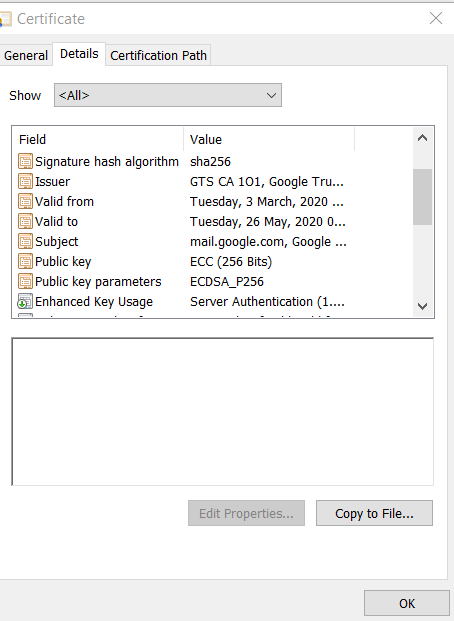 Certificate
General Details Certification Path
Show <All>
Field Value
Signature hash algorithm sha256
Issuer GTS CA 1O1, Google Tru...
Valid from Tuesday, 3 March, 2020 ...
Valid to Tuesday, 26 May, 2020 0...
Subject mail.google.com, Google ...
Public key ECC (256 Bits)
Public key parameters ECDSA_P256
Enhanced Key Usage Server Authentication (1....
Edit Properties... Copy to File...
OK